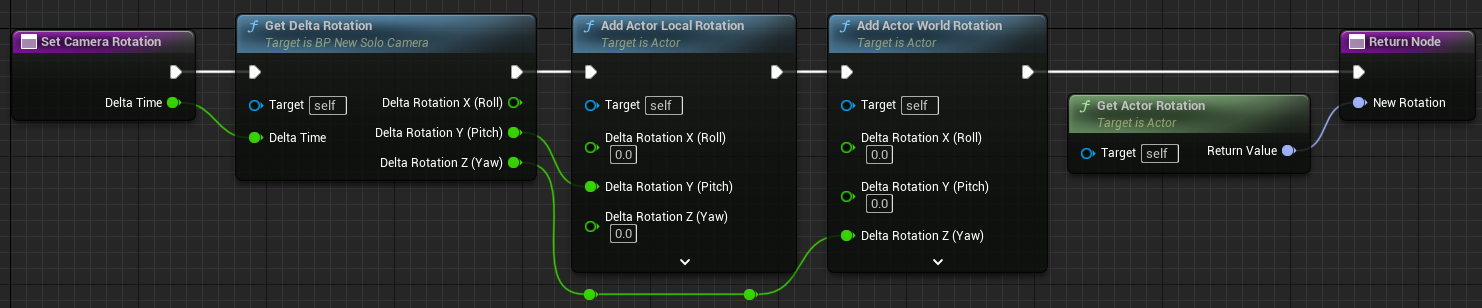 Set Camera Rotation
Delta Time
Get Delta Rotation
Target is BP New Solo Camera
Target self
Delta Rotation X (Roll)
Delta Rotation Y (Pitch)
Delta Time
Delta Rotation Z (Yaw)
Add Actor Local Rotation
Target is Actor
Target self
Delta Rotation X (Roll)
0.0
Delta Rotation Y (Pitch)
Delta Rotation Z (Yaw)
0.0
Add Actor World Rotation
Target is Actor
Target self
Delta Rotation X (Roll)
0.0
Delta Rotation Y (Pitch)
0.0
Delta Rotation Z (Yaw)
Get Actor Rotation
Target is Actor
Target self
Return Value
Return Node
New Rotation